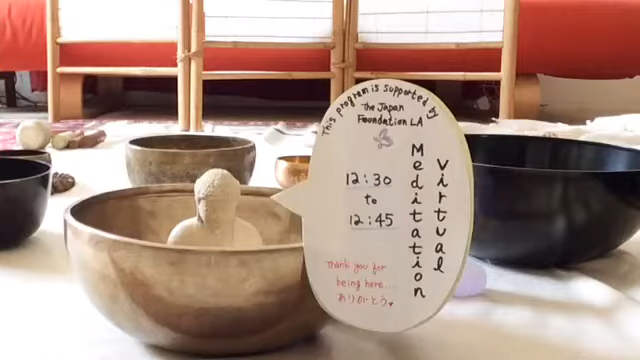 This program is supported by
The Japan
Foundation LA
Virtual
Meditation
12:30
to
12:45
Thank you for
being here....
ありがとう♥